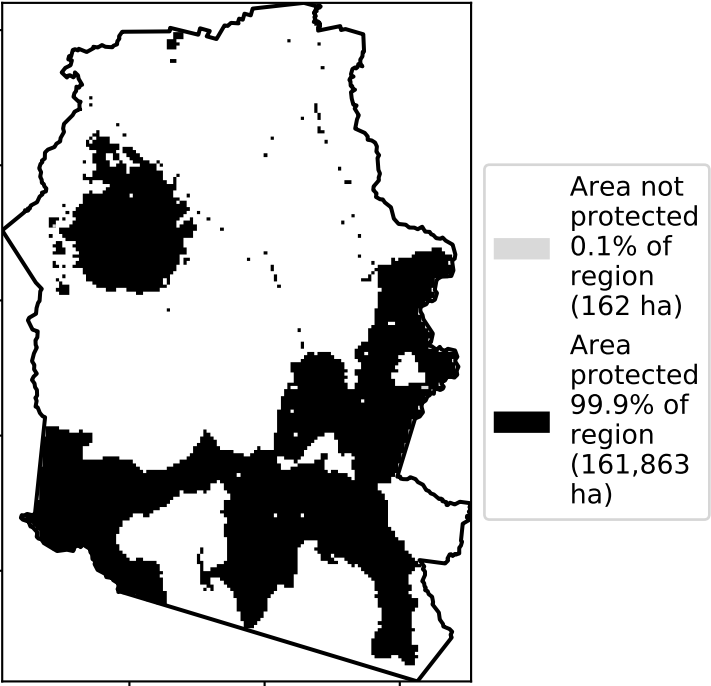 Area not
protected
0.1% of
region
(162 ha)
Area
protected
99.9% of
region
(161,863
ha)